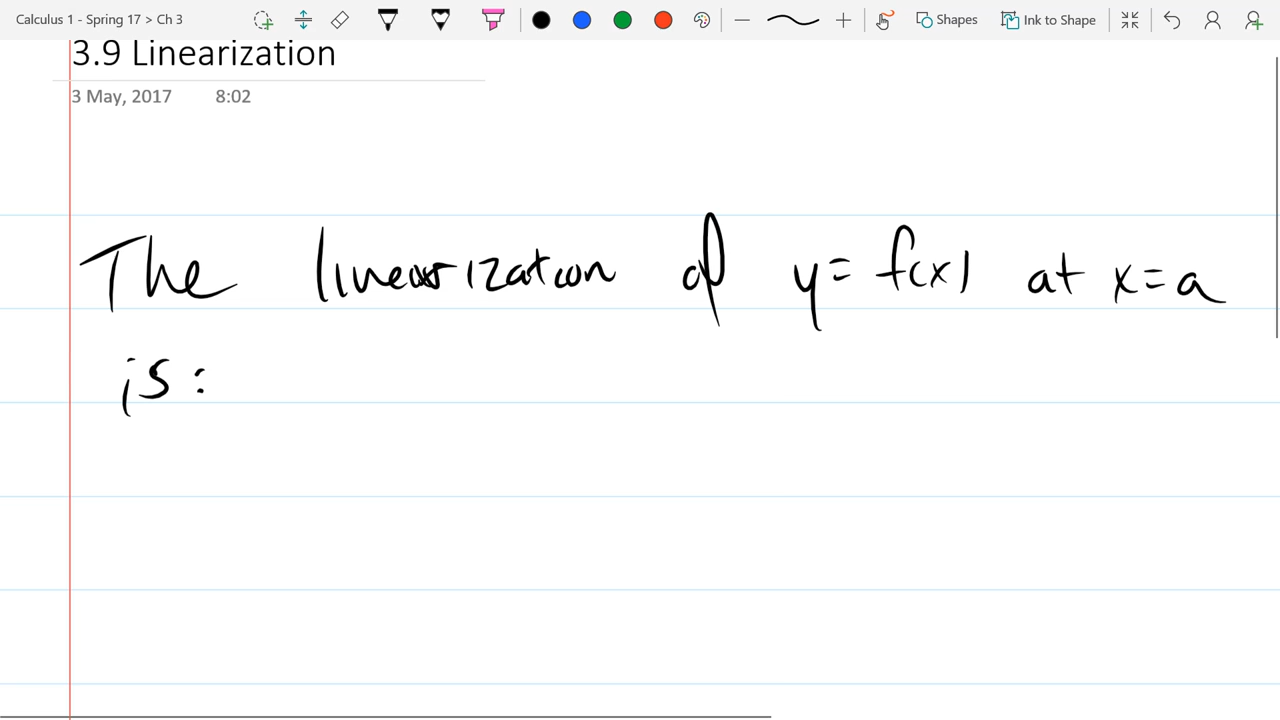 Calculus 1 - Spring 17 > Ch 3 Shapes Ink to Shape
3.9 Linearization
3 May, 2017 8:02
The linearization of y = f(x) at x = a
is :